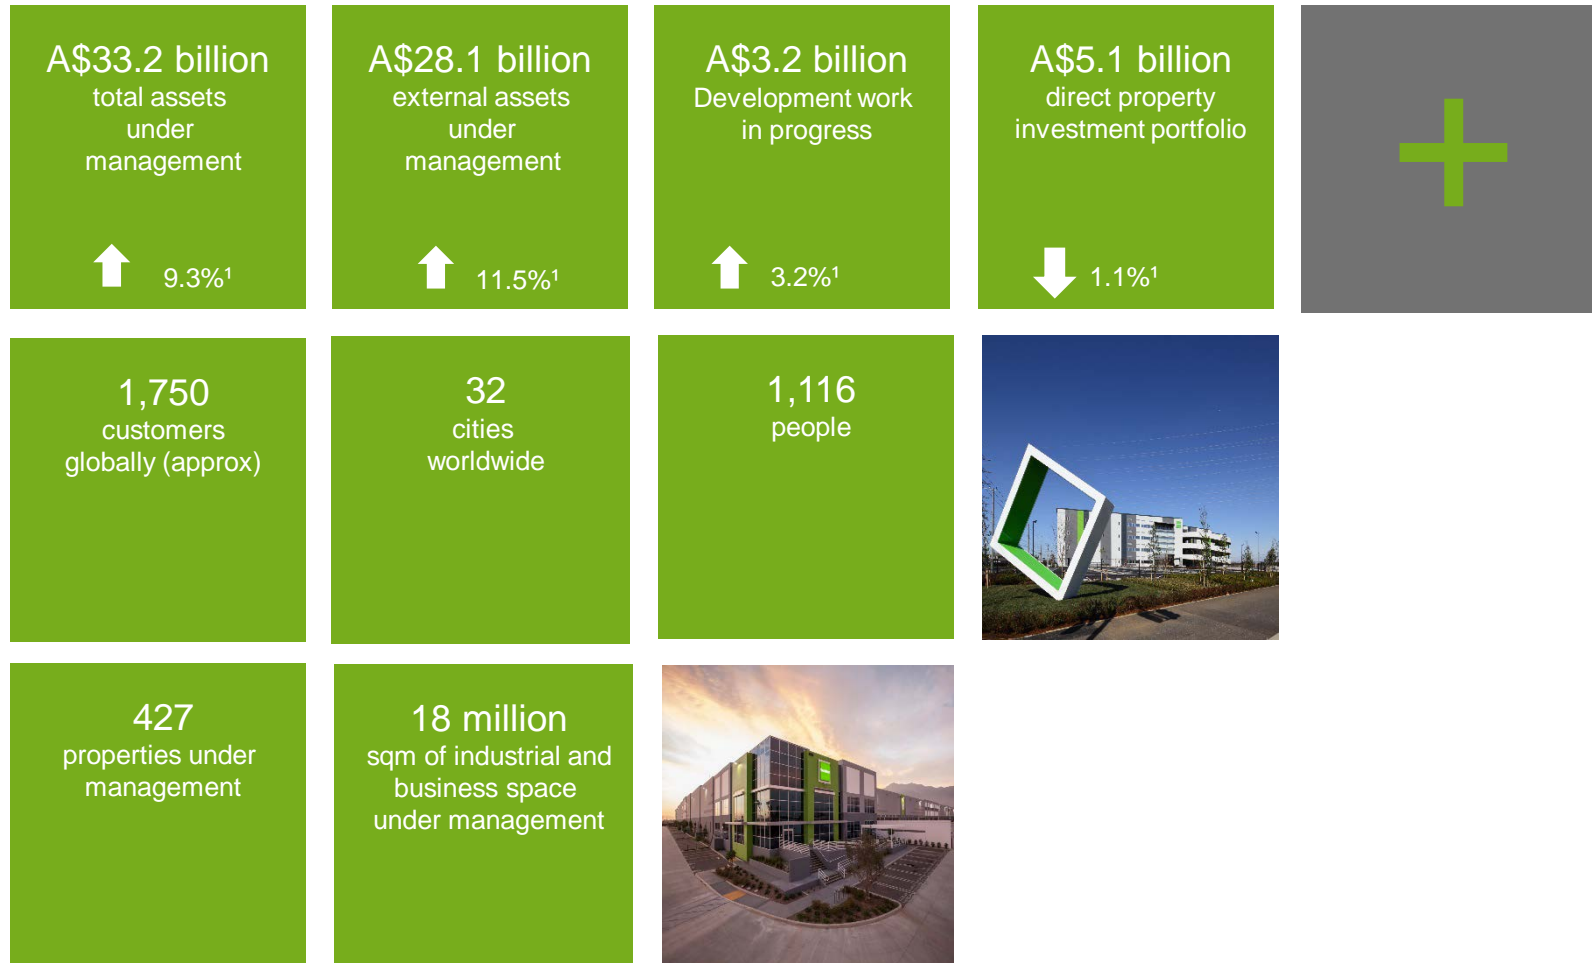 A$33.2 billion
total assets
under
management
9.3%¹
A$28.1 billion
external assets
under
management
11.5%¹
A$3.2 billion
Development work
in progress
3.2%¹
A$5.1 billion
direct property
investment portfolio
1.1%¹
1,750
customers
globally (approx)
32
cities
worldwide
1,116
people
427
properties under
management
18 million
sqm of industrial and
business space
under management